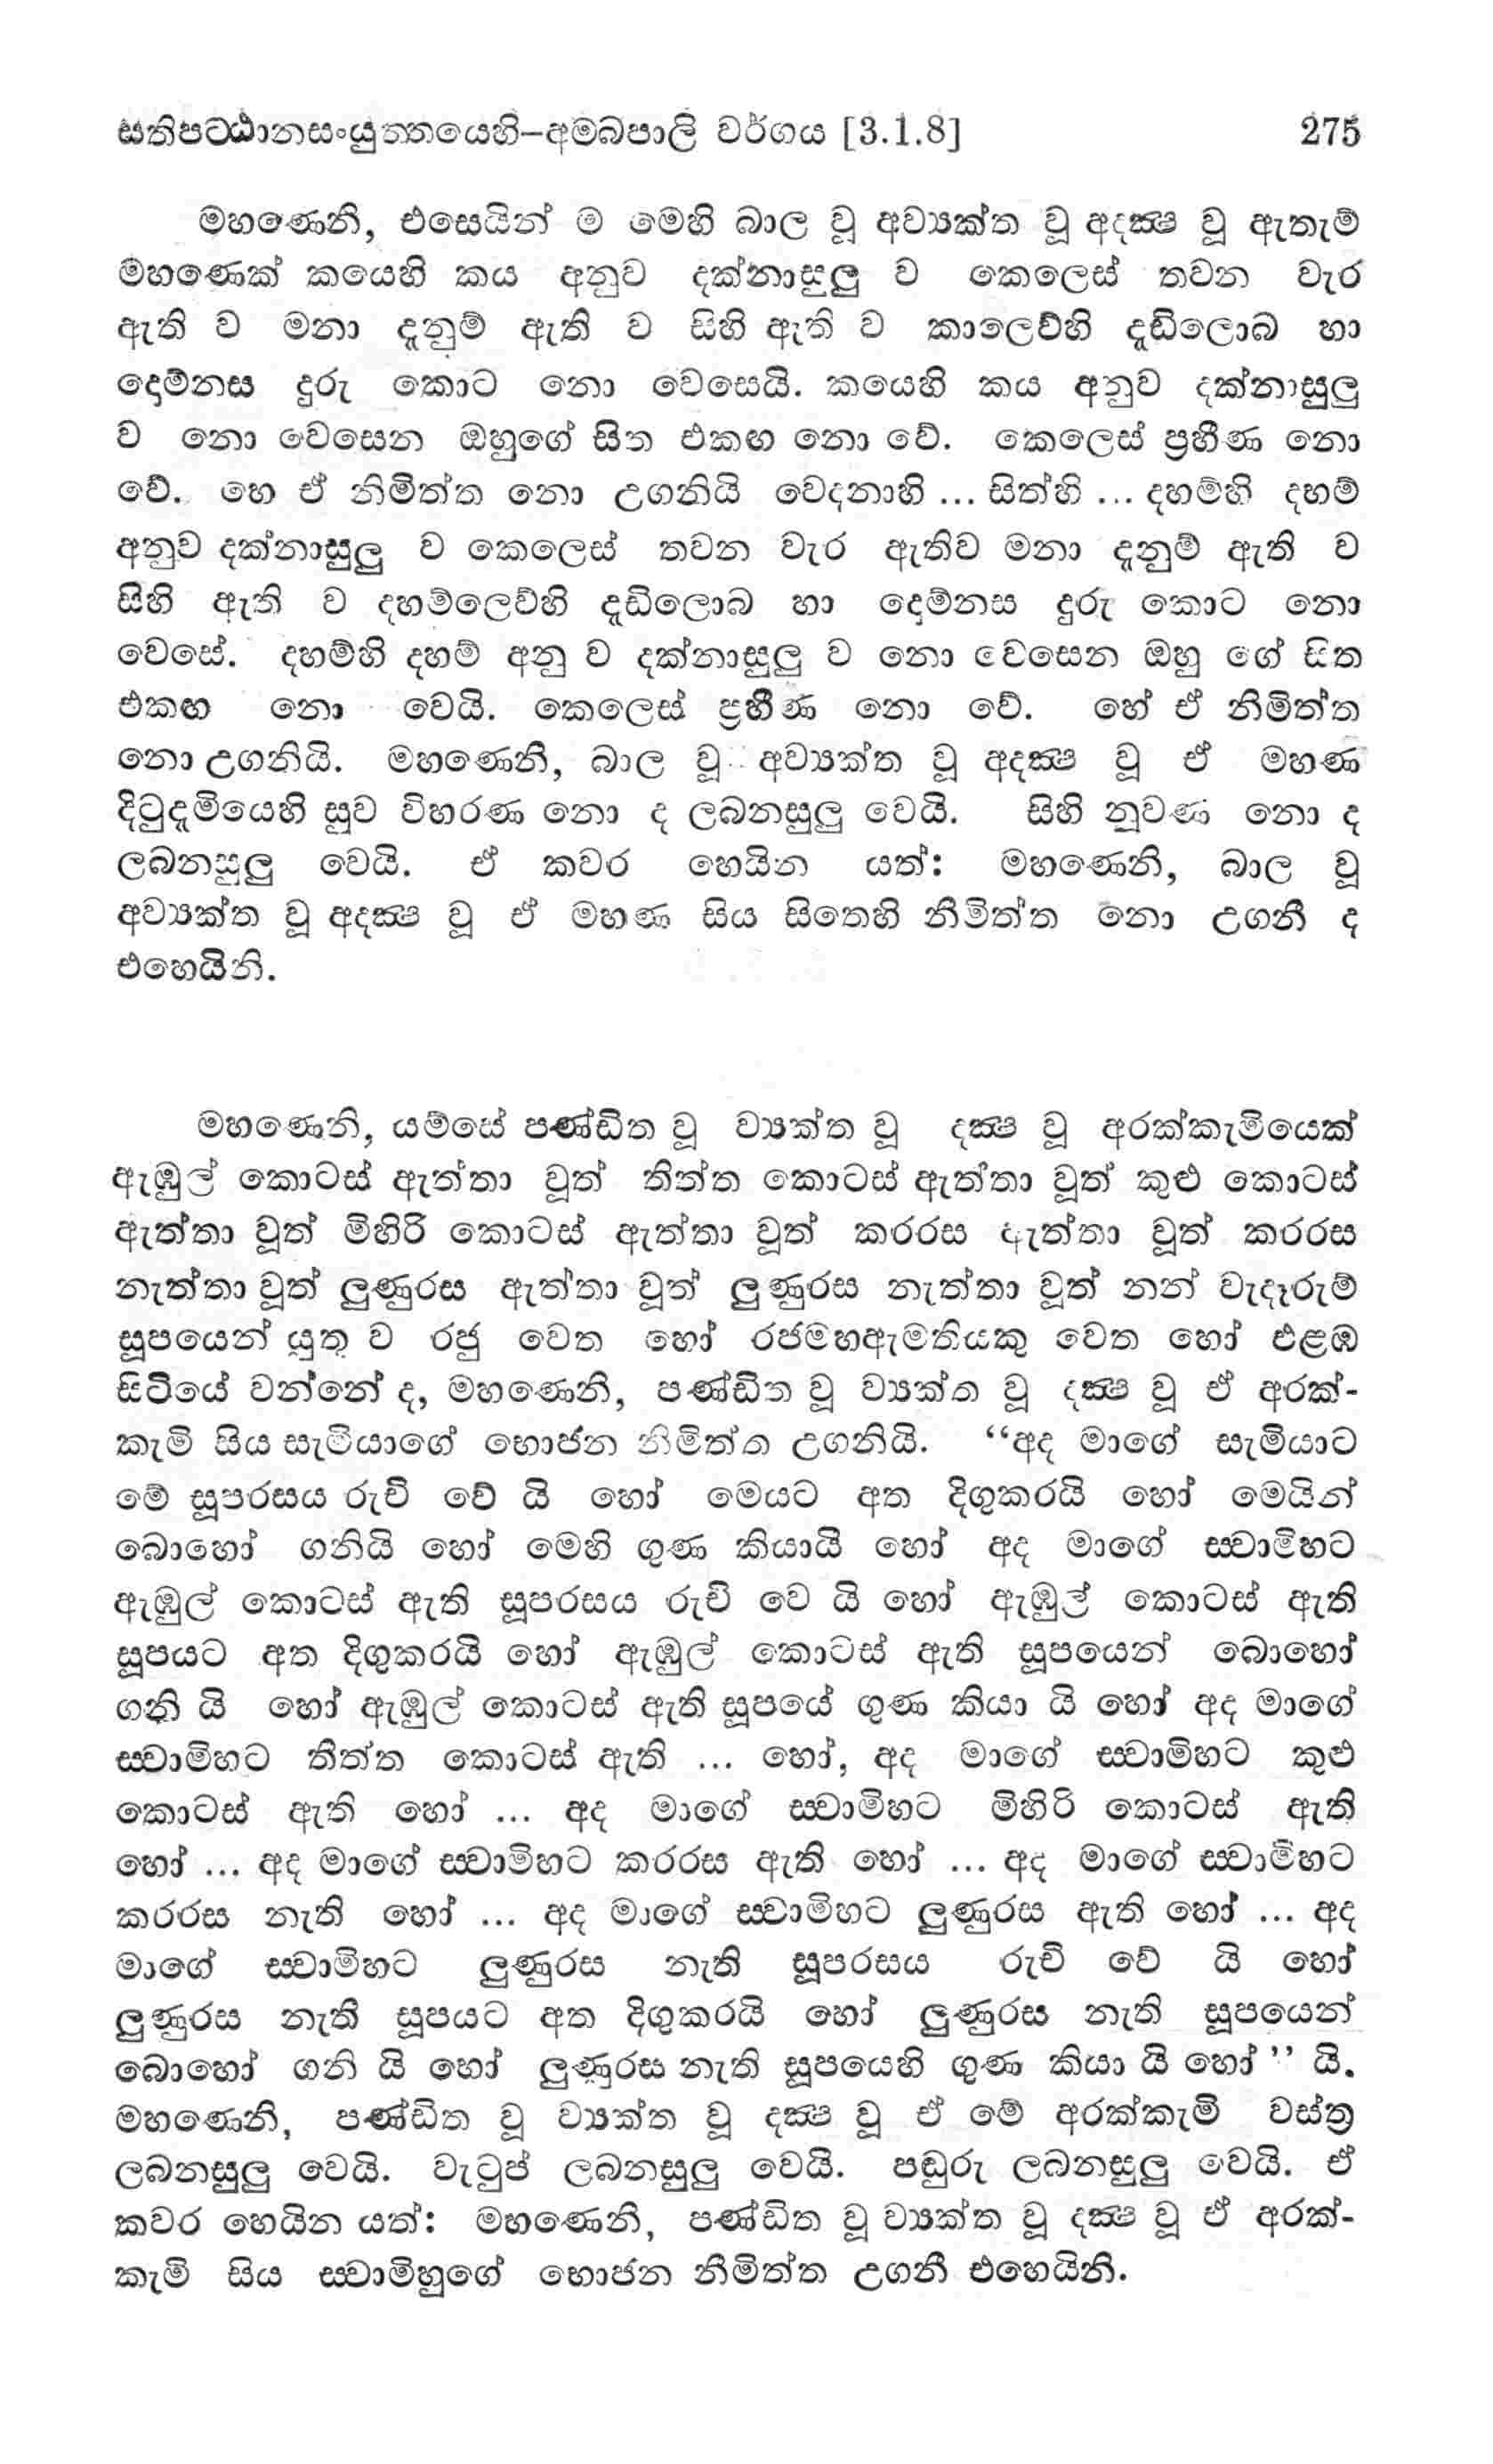 සතිපට්ඨානසංයුත්තයෙහි–අම්බපාලි වර්ගය [3.1.8] 275
මහණෙනි, එසෙයින් ම මෙහි බාල වූ අව්‍යක්ත වූ අදක්‍ෂ වූ ඇතැම්
මහණෙක් කයෙහි කය අනුව දක්නාසුලු ව කෙලෙස් තවන වැර
ඇති ව මනා දැනුම් ඇති ව සිහි ඇති ව කාලෙව්හි දැඩිලොබ හා
දොම්නස දුරු කොට නො වෙසෙයි. කයෙහි කය අනුව දක්නාසුලු
ව නො වෙසෙන ඔහුගේ සිත එකඟ නො වේ. කෙලෙස් ප්‍රහීණ නො
වේ. හෙ ඒ නිමිත්ත නො උගනියි වෙදනාහි ... සිත්හි ... දහම්හි දහම්
අනුව දක්නාසුලු ව කෙලෙස් තවන වැර ඇතිව මනා දැනුම් ඇති ව
සිහි ඇති ව දහම්ලෙව්හි දැඩිලොබ හා දොම්නස දුරු කොට නො
වෙසේ. දහම්හි දහම් අනු ව දක්නාසුලු ව නො වෙසෙන ඔහු ගේ සිත
එකඟ නො වෙයි. කෙලෙස් ප්‍රහීණ නො වේ. හේ ඒ නිමිත්ත
නො උගනියි. මහණෙනි, බාල වූ අව්‍යක්ත වූ අදක්‍ෂ වූ ඒ මහණ
දිටුදැමියෙහි සුව විහරණ නො ද ලබනසුලු වෙයි. සිහි නුවණ නො ද
ලබනසුලු වෙයි. ඒ කවර හෙයින යත්: මහණෙනි, බාල වූ
අව්‍යක්ත වූ අදක්‍ෂ වූ ඒ මහණ සිය සිතෙහි නිමිත්ත නො උගනී ද
එහෙයිනි.
මහණෙනි, යම්සේ පණ්ඩිත වූ ව්‍යක්ත වූ දක්‍ෂ වූ අරක්කැමියෙක්
ඇඹුල් කොටස් ඇත්තා වූත් තිත්ත කොටස් ඇත්තා වූත් කුළු කොටස්
ඇත්තා වූත් මිහිරි කොටස් ඇත්තා වූත් කරරස ඇත්තා වූත් කරරස
නැත්තා වූත් ලුණුරස ඇත්තා වූත් ලුණුරස නැත්තා වූත් නන් වැදෑරුම්
සූපයෙන් යුතු ව රජු වෙත හෝ රජමහඇමතියකු වෙත හෝ එළඹ
සිටියේ වන්නේ ද, මහණෙනි, පණ්ඩිත වූ ව්‍යක්ත වූ දක්‍ෂ වූ ඒ අරක්-
කැමි සිය සැමියාගේ භොජන නිමිත්ත උගනියි. “අද මාගේ සැමියාට
මේ සූපරසය රුචි වේ යි හෝ මෙයට අත දිගුකරයි හෝ මෙයින්
බොහෝ ගනියි හෝ මෙහි ගුණ කියායි හෝ අද මාගේ ස්වාමිහට
ඇඹුල් කොටස් ඇති සූපරසය රුචි වෙ යි හෝ ඇඹුල් කොටස් ඇති
සූපයට අත දිගුකරයි හෝ ඇඹුල් කොටස් ඇති සූපයෙන් බොහෝ
ගනි යි හෝ ඇඹුල් කොටස් ඇති සූපයේ ගුණ කියා යි හෝ අද මාගේ
ස්වාමිහට තිත්ත කොටස් ඇති ... හෝ, අද මාගේ ස්වාමිහට කුළු
කොටස් ඇති හෝ ... අද මාගේ ස්වාමිහට මිහිරි කොටස් ඇති
හෝ ... අද මාගේ ස්වාමිහට කරරස ඇති හෝ ... අද මාගේ ස්වාමිහට
කරරස නැති හෝ ... අද මාගේ ස්වාමිහට ලුණුරස ඇති හෝ ... අද
මාගේ ස්වාමිහට ලුණුරස නැති සූපරසය රුචි වේ යි හෝ
ලුණුරස නැති සූපයට අත දිගුකරයි හෝ ලුණුරස නැති සූපයෙන්
බොහෝ ගනි යි හෝ ලුණුරස නැති සූපයෙහි ගුණ කියා යි හෝ” යි.
මහණෙනි, පණ්ඩිත වූ ව්‍යක්ත වූ දක්‍ෂ වූ ඒ මේ අරක්කැමි වස්ත්‍ර
ලබනසුලු වෙයි. වැටුප් ලබනසුලු වෙයි. පඬුරු ලබනසුලු වෙයි. ඒ
කවර හෙයින යත්: මහණෙනි, පණ්ඩිත වූ ව්‍යක්ත වූ දක්‍ෂ වූ ඒ අරක්-
කැමි සිය ස්වාමිහුගේ භොජන නිමිත්ත උගනී එහෙයිනි.